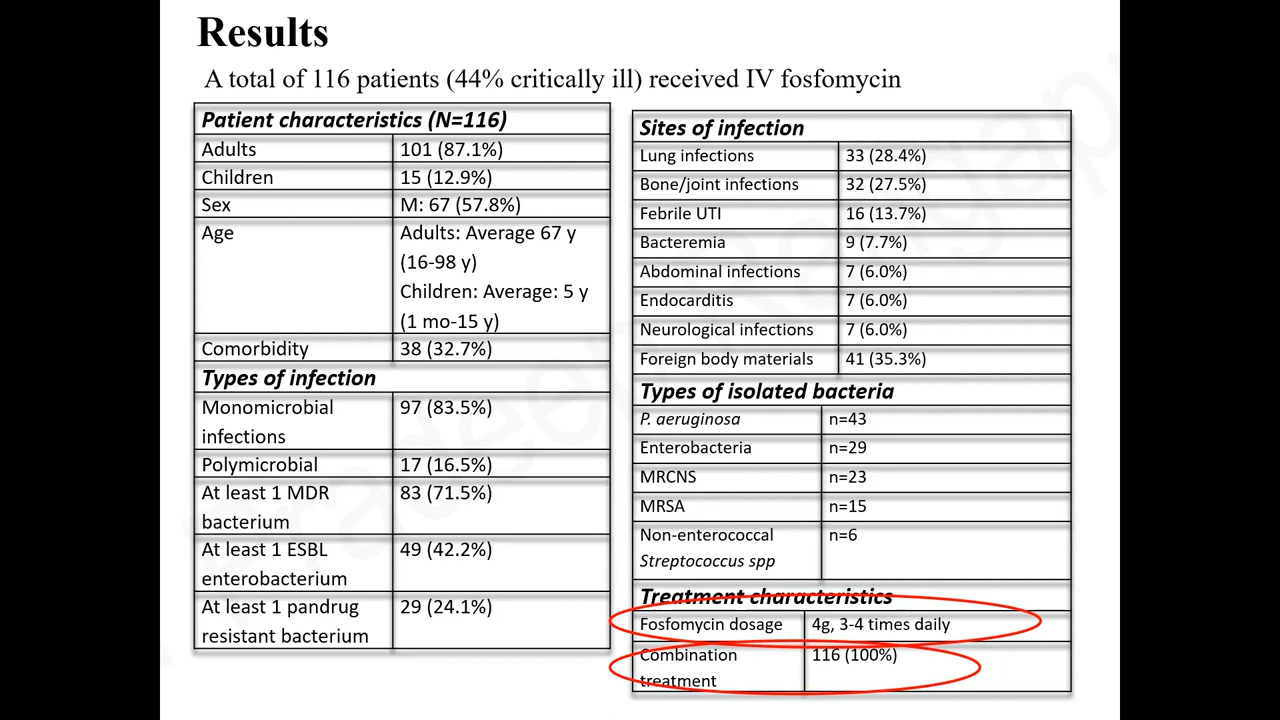 Results
A total of 116 patients (44% critically ill) received IV fosfomycin
Patient characteristics (N=116)
Adults 101 (87.1%)
Children 15 (12.9%)
Sex M: 67 (57.8%)
Age Adults: Average 67 y
(16-98 y)
Children: Average: 5 y
(1 mo-15 y)
Comorbidity 38 (32.7%)
Types of infection
Monomicrobial 97 (83.5%)
infections
Polymicrobial 17 (16.5%)
At least 1 MDR 83 (71.5%)
bacterium
At least 1 ESBL 49 (42.2%)
enterobacterium
At least 1 pandrug 29 (24.1%)
resistant bacterium
Sites of infection
Lung infections 33 (28.4%)
Bone/joint infections 32 (27.5%)
Febrile UTI 16 (13.7%)
Bacteremia 9 (7.7%)
Abdominal infections 7 (6.0%)
Endocarditis 7 (6.0%)
Neurological infections 7 (6.0%)
Foreign body materials 41 (35.3%)
Types of isolated bacteria
P. aeruginosa n=43
Enterobacteria n=29
MRCNS n=23
MRSA n=15
Non-enterococcal n=6
Streptococcus spp
Treatment characteristics
Fosfomycin dosage 4g, 3-4 times daily
Combination 116 (100%)
treatment